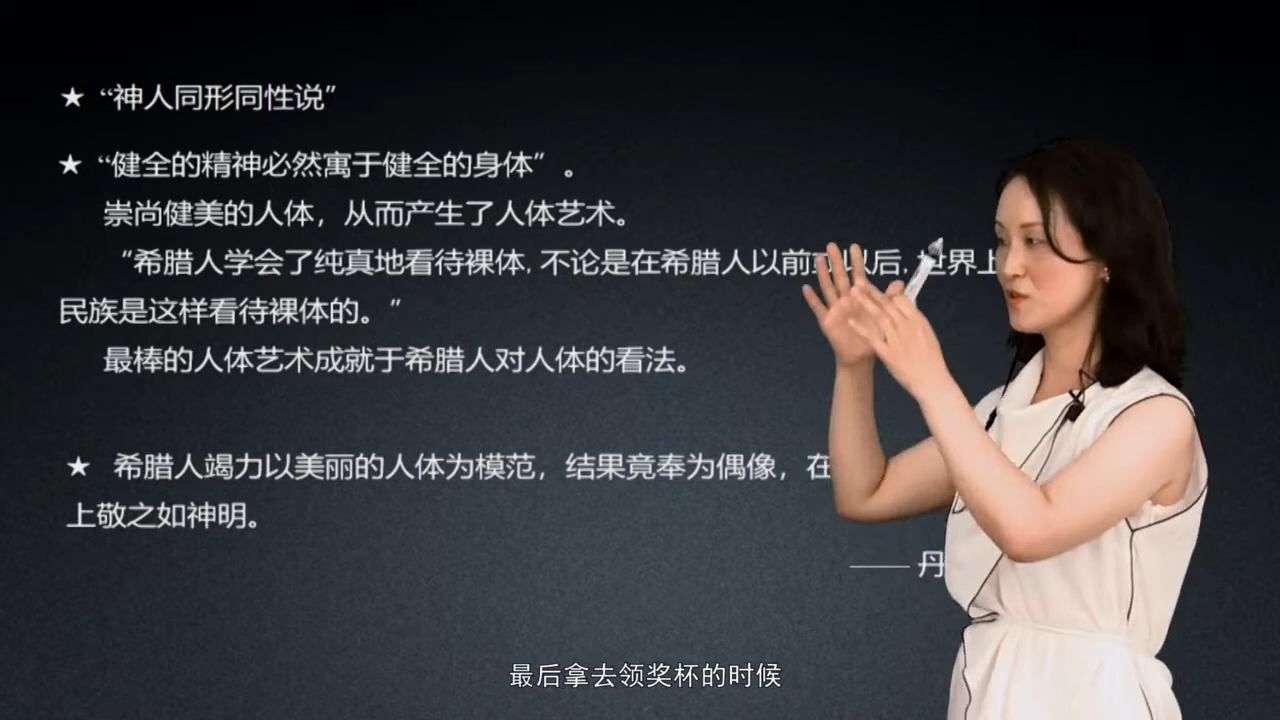 ★ “神人同形同性说”
★ “健全的精神必然寓于健全的身体”。
崇尚健美的人体，从而产生了人体艺术。
“希腊人学会了纯真地看待裸体, 不论是在希腊人以前或以后, 世界上
民族是这样看待裸体的。”
最棒的人体艺术成就于希腊人对人体的看法。
★ 希腊人竭力以美丽的人体为模范，结果竟奉为偶像，在
上敬之如神明。
—— 丹
最后拿去领奖杯的时候